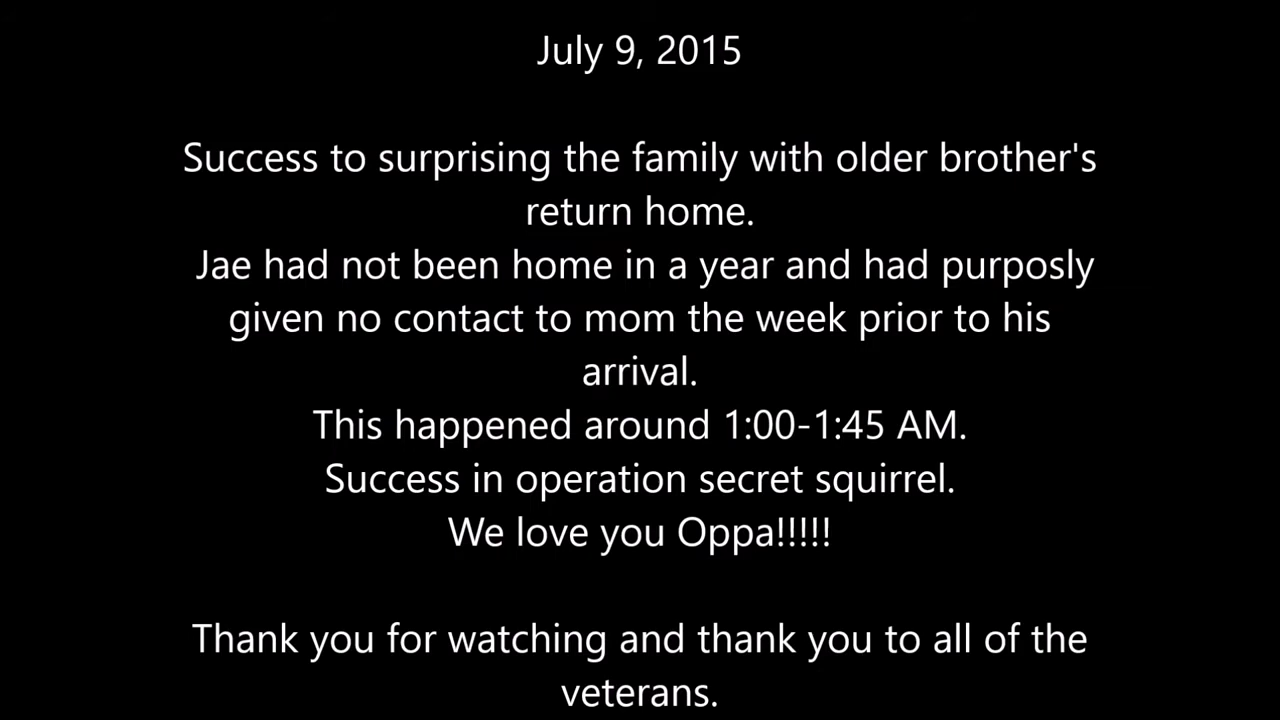 July 9, 2015
Success to surprising the family with older brother's
return home.
Jae had not been home in a year and had purposly
given no contact to mom the week prior to his
arrival.
This happened around 1:00-1:45 AM.
Success in operation secret squirrel.
We love you Oppa!!!!!
Thank you for watching and thank you to all of the
veterans.